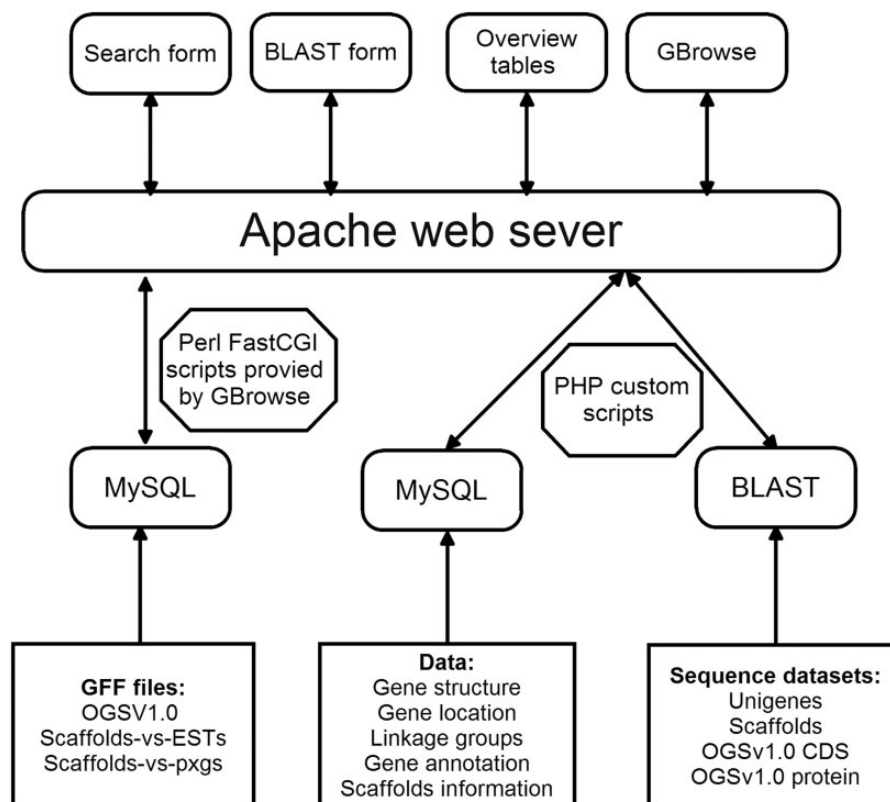 Search form
BLAST form
Overview
tables
GBrowse
Apache web sever
Perl FastCGI
scripts provied
by GBrowse
PHP custom
scripts
MySQL
MySQL
BLAST
GFF files:
OGSV1.0
Scaffolds-vs-ESTs
Scaffolds-vs-pxgs
Data:
Gene structure
Gene location
Linkage groups
Gene annotation
Scaffolds information
Sequence datasets:
Unigenes
Scaffolds
OGSv1.0 CDS
OGSv1.0 protein